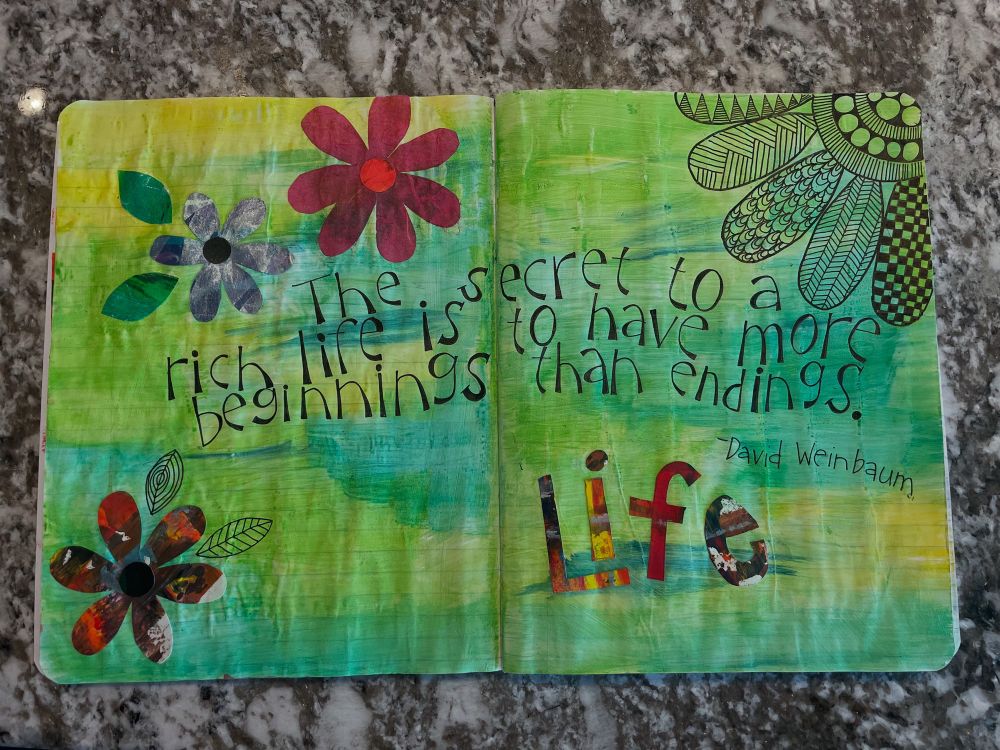 The secret to a
rich life is to have more
beginnings than endings.
-David Weinbaum
Life